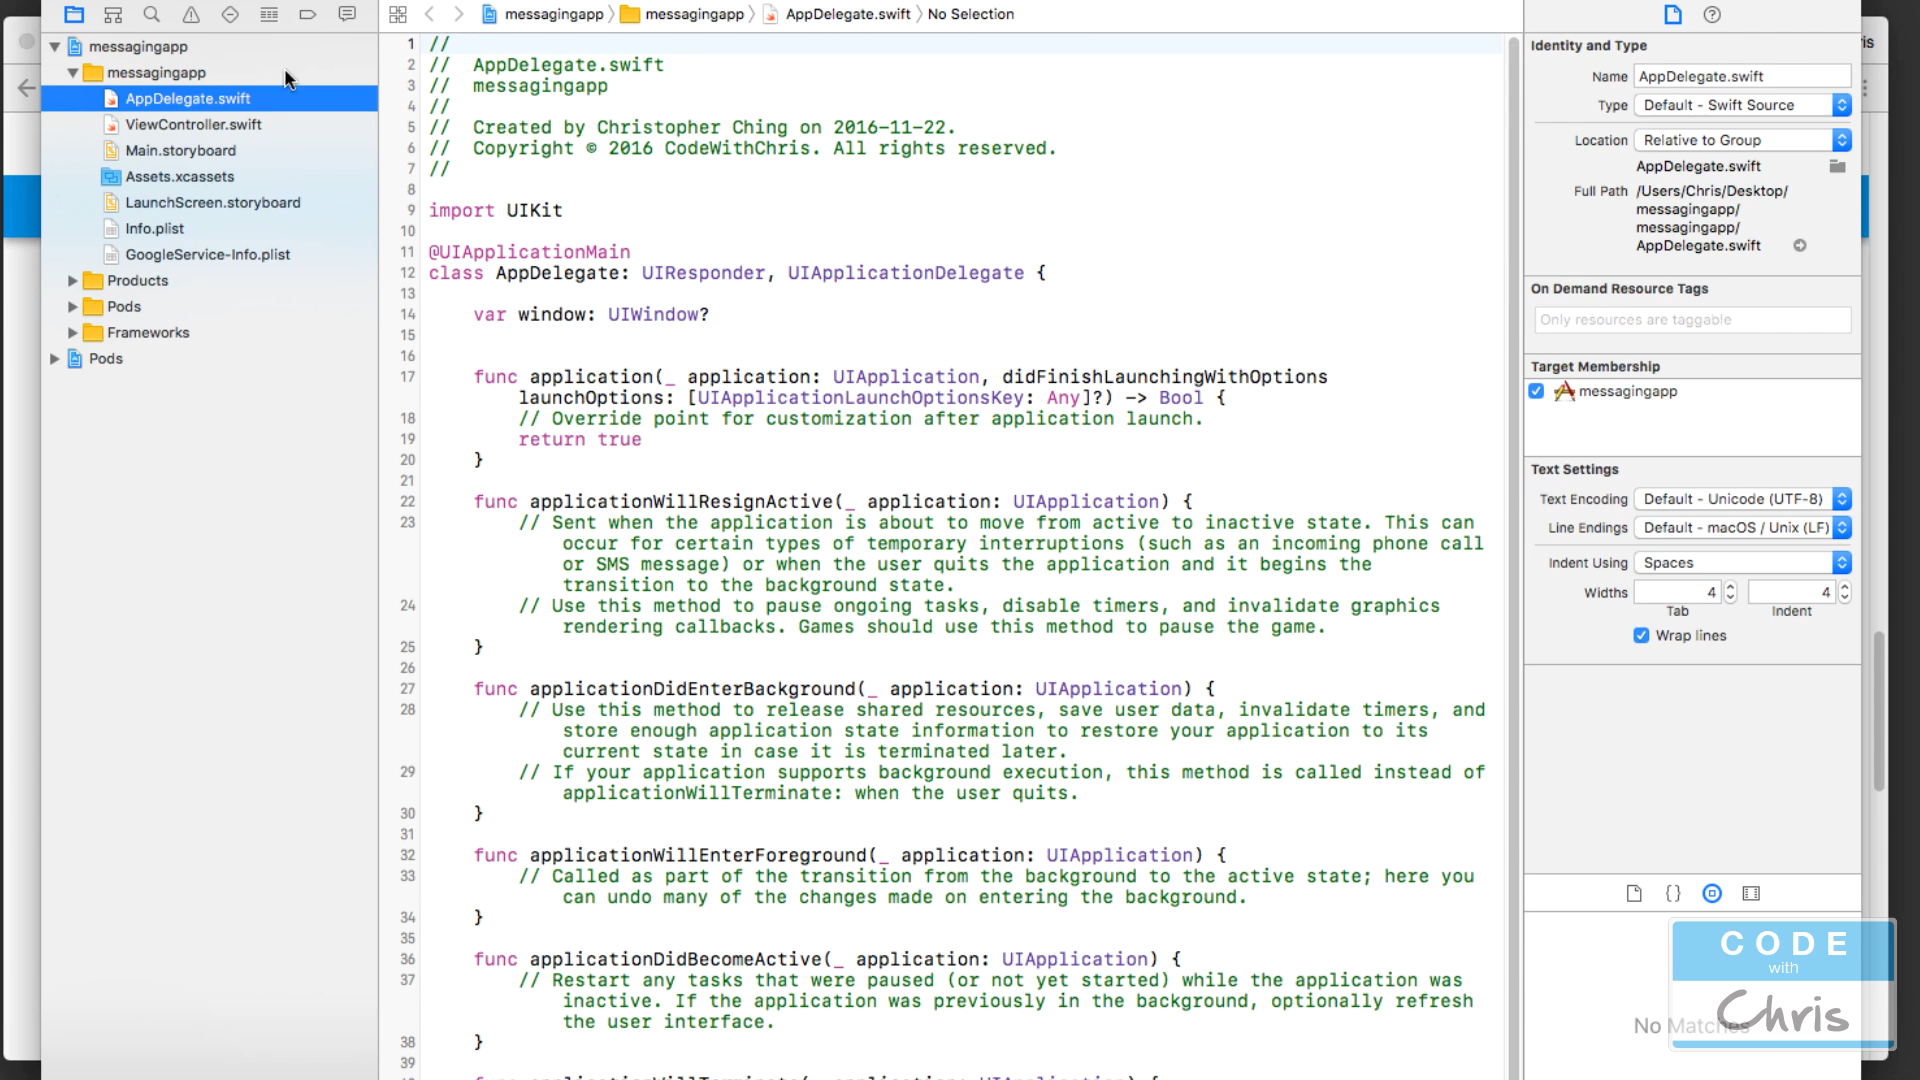 messagingapp
messagingapp
AppDelegate.swift
ViewController.swift
Main.storyboard
Assets.xcassets
LaunchScreen.storyboard
Info.plist
GoogleService-Info.plist
Products
Pods
Frameworks
Pods
messagingapp messagingapp AppDelegate.swift No Selection
1 //
2 //  AppDelegate.swift
3 //  messagingapp
4 //
5 //  Created by Christopher Ching on 2016-11-22.
6 //  Copyright © 2016 CodeWithChris. All rights reserved.
7 //
8
9 import UIKit
10
11 @UIApplicationMain
12 class AppDelegate: UIResponder, UIApplicationDelegate {
13
14     var window: UIWindow?
15
16
17     func application(_ application: UIApplication, didFinishLaunchingWithOptions
launchOptions: [UIApplicationLaunchOptionsKey: Any]?) -> Bool {
18         // Override point for customization after application launch.
19         return true
20     }
21
22     func applicationWillResignActive(_ application: UIApplication) {
23         // Sent when the application is about to move from active to inactive state. This can
occur for certain types of temporary interruptions (such as an incoming phone call
or SMS message) or when the user quits the application and it begins the
transition to the background state.
24         // Use this method to pause ongoing tasks, disable timers, and invalidate graphics
rendering callbacks. Games should use this method to pause the game.
25     }
26
27     func applicationDidEnterBackground(_ application: UIApplication) {
28         // Use this method to release shared resources, save user data, invalidate timers, and
store enough application state information to restore your application to its
current state in case it is terminated later.
29         // If your application supports background execution, this method is called instead of
applicationWillTerminate: when the user quits.
30     }
31
32     func applicationWillEnterForeground(_ application: UIApplication) {
33         // Called as part of the transition from the background to the active state; here you
can undo many of the changes made on entering the background.
34     }
35
36     func applicationDidBecomeActive(_ application: UIApplication) {
37         // Restart any tasks that were paused (or not yet started) while the application was
inactive. If the application was previously in the background, optionally refresh
the user interface.
38     }
39
Identity and Type
Name AppDelegate.swift
Type Default - Swift Source
Location Relative to Group
AppDelegate.swift
Full Path /Users/Chris/Desktop/
messagingapp/
messagingapp/
AppDelegate.swift
On Demand Resource Tags
Only resources are taggable
Target Membership
messagingapp
Text Settings
Text Encoding Default - Unicode (UTF-8)
Line Endings Default - macOS / Unix (LF)
Indent Using Spaces
Widths 4 4
Tab Indent
Wrap lines
CODE
with
Chris
No Matches